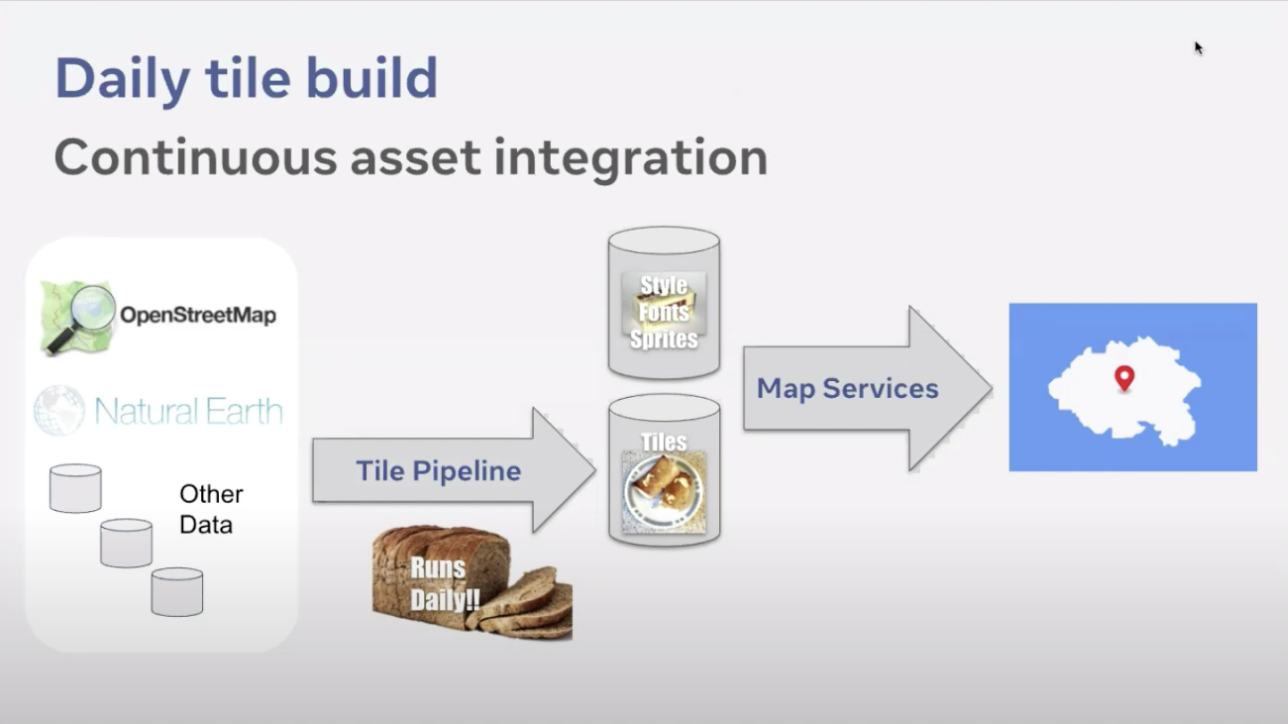 Daily tile build
Continuous asset integration
OpenStreetMap
Natural Earth
Other
Data
Tile Pipeline
Runs
Daily!!
Style
Fonts
Sprites
Tiles
Map Services